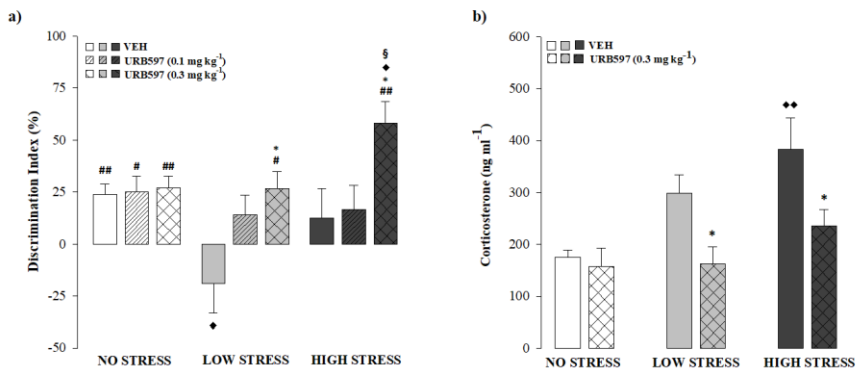 a)
VEH
URB597 (0.1 mg kg⁻¹)
URB597 (0.3 mg kg⁻¹)
Discrimination Index (%)
100
75
50
25
0
-25
-50
##
#
##
◆
*
#
§
◆
*
##
NO STRESS LOW STRESS HIGH STRESS
b)
VEH
URB597 (0.3 mg kg⁻¹)
Corticosterone (ng ml⁻¹)
600
500
400
300
200
100
0
*
◆◆
*
NO STRESS LOW STRESS HIGH STRESS